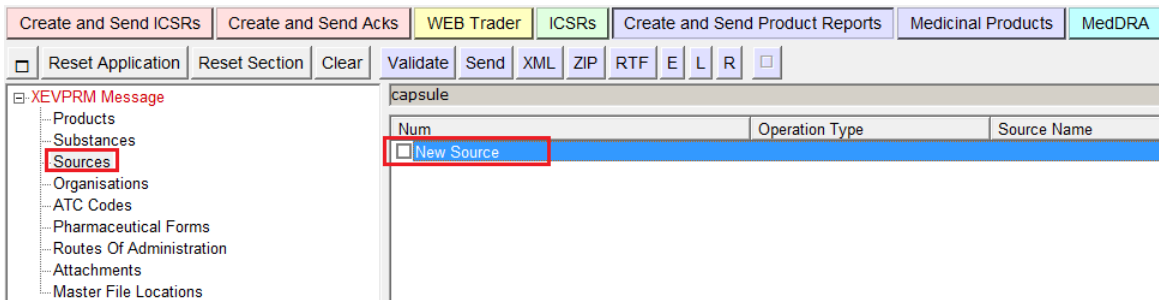 Create and Send ICSRs Create and Send Acks WEB Trader ICSRs Create and Send Product Reports Medicinal Products MedDRA
Reset Application Reset Section Clear Validate Send XML ZIP RTF E L R
XEVPRM Message
Products
Substances
Sources
Organisations
ATC Codes
Pharmaceutical Forms
Routes Of Administration
Attachments
Master File Locations
capsule
Num Operation Type Source Name
New Source